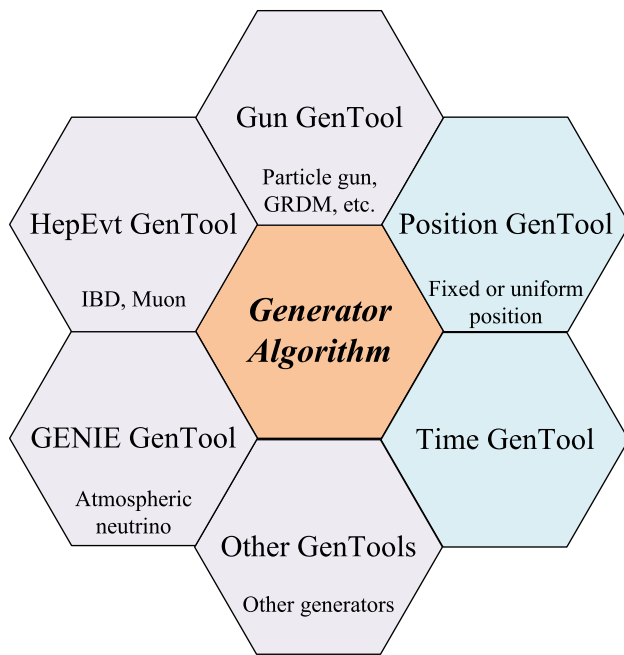 Gun GenTool
Particle gun,
GRDM, etc.
HepEvt GenTool
IBD, Muon
Position GenTool
Fixed or uniform
position
Generator
Algorithm
GENIE GenTool
Atmospheric
neutrino
Time GenTool
Other GenTools
Other generators